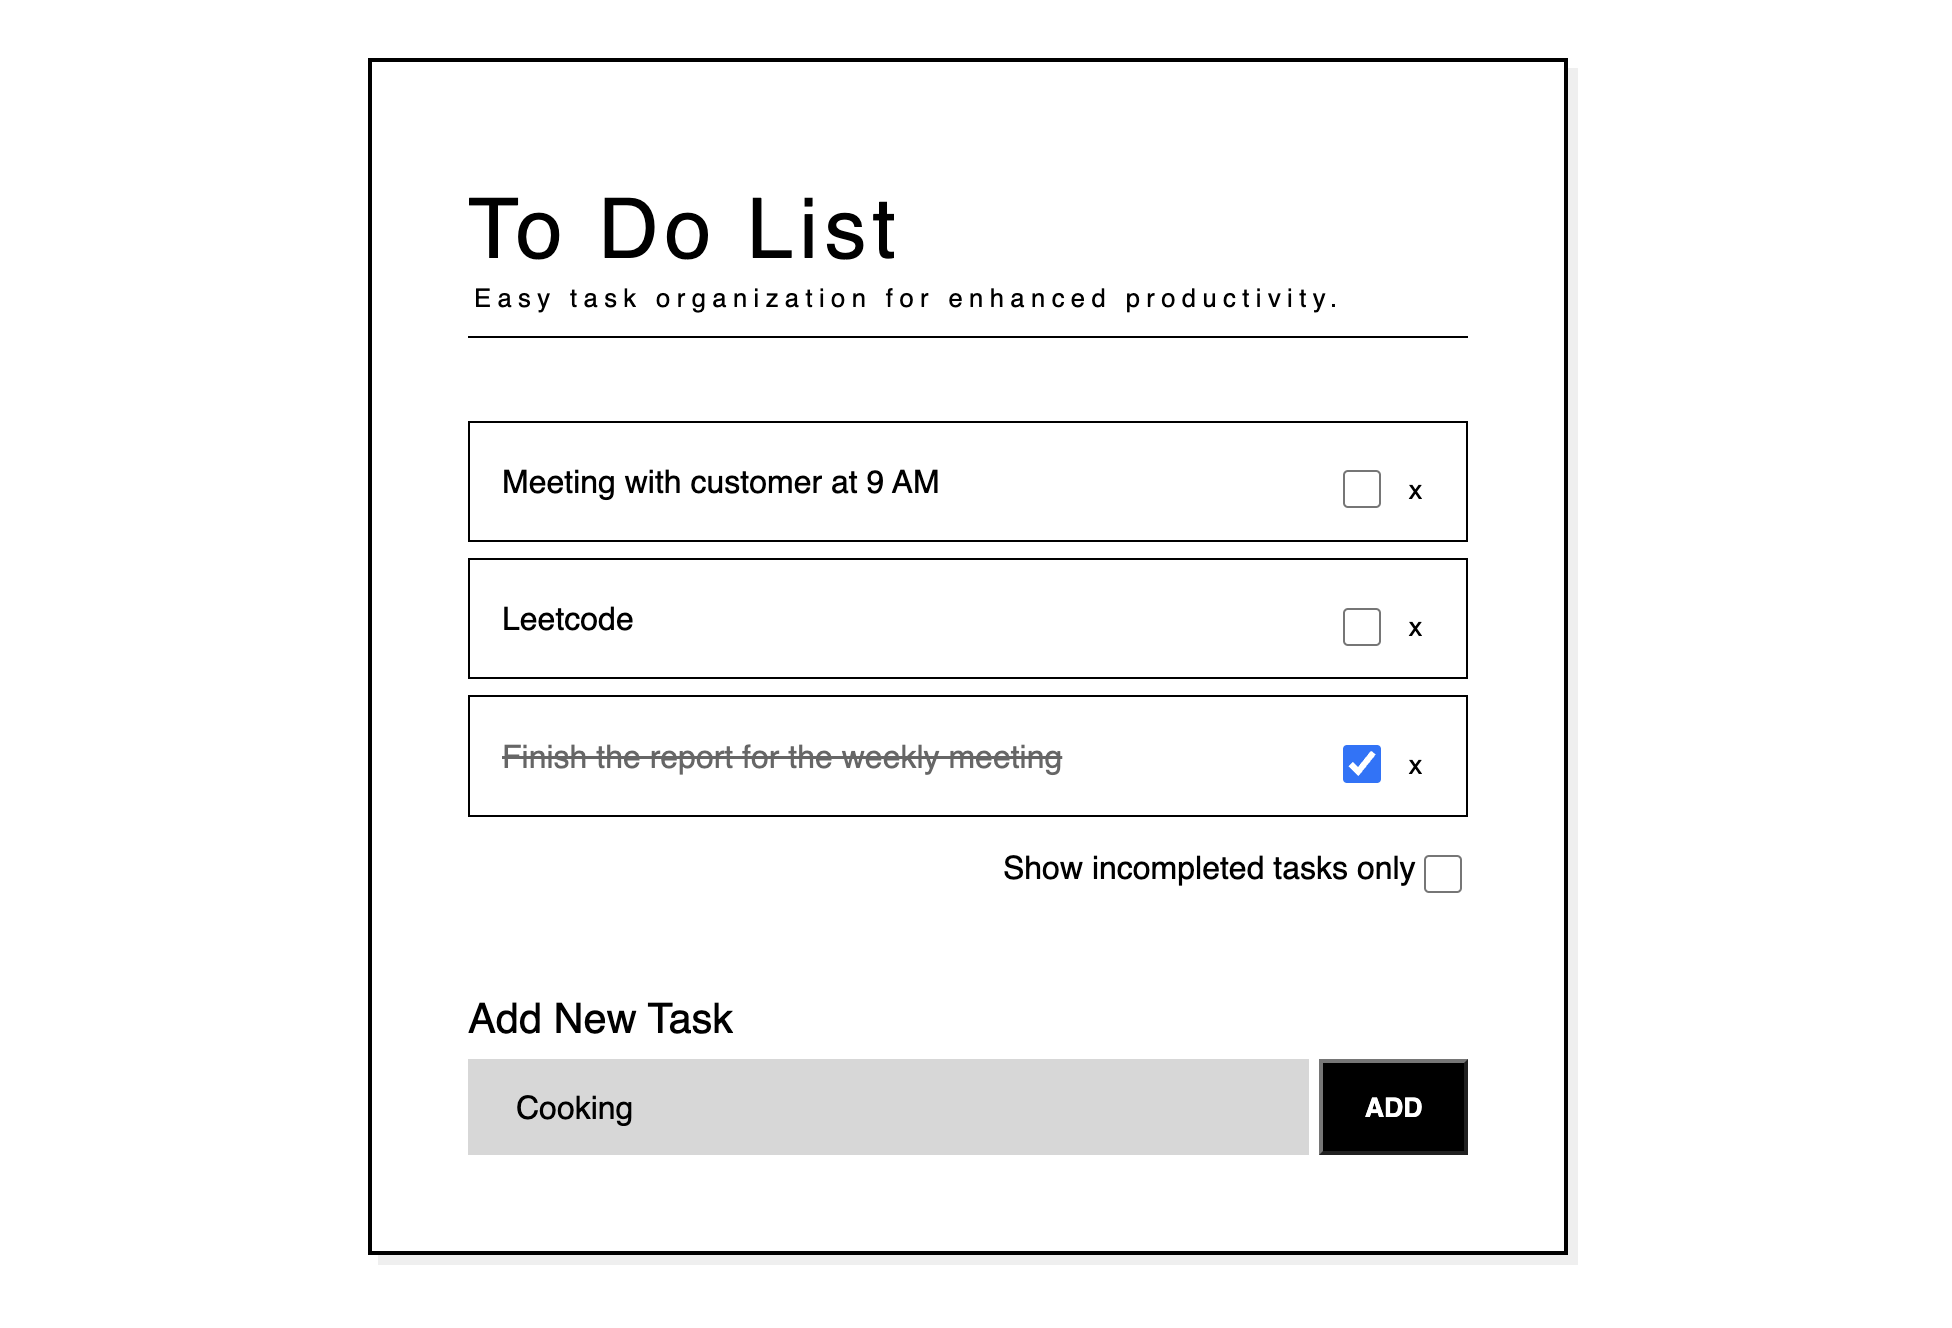 To Do List
Easy task organization for enhanced productivity.
Meeting with customer at 9 AM
x
Leetcode
x
Finish the report for the weekly meeting
x
Show incompleted tasks only
Add New Task
Cooking
ADD